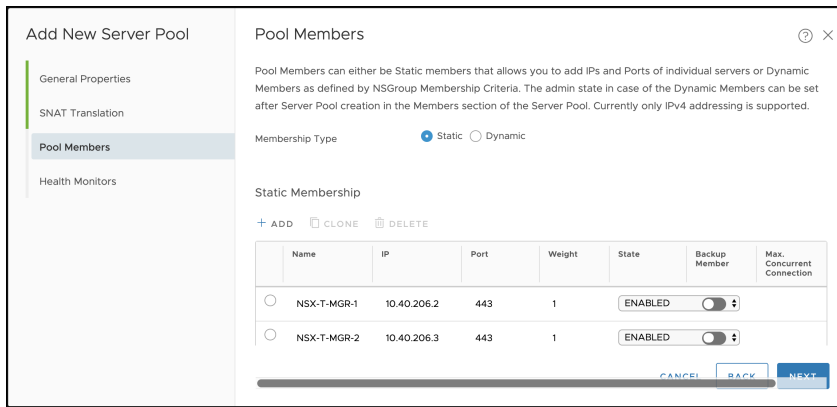 Add New Server Pool
General Properties
SNAT Translation
Pool Members
Health Monitors
Pool Members
Pool Members can either be Static members that allows you to add IPs and Ports of individual servers or Dynamic
Members as defined by NSGroup Membership Criteria. The admin state in case of the Dynamic Members can be set
after Server Pool creation in the Members section of the Server Pool. Currently only IPv4 addressing is supported.
Membership Type Static Dynamic
Static Membership
+ ADD CLONE DELETE
Name IP Port Weight State Backup Member Max. Concurrent Connection
NSX-T-MGR-1 10.40.206.2 443 1 ENABLED
NSX-T-MGR-2 10.40.206.3 443 1 ENABLED
CANCEL BACK NEXT